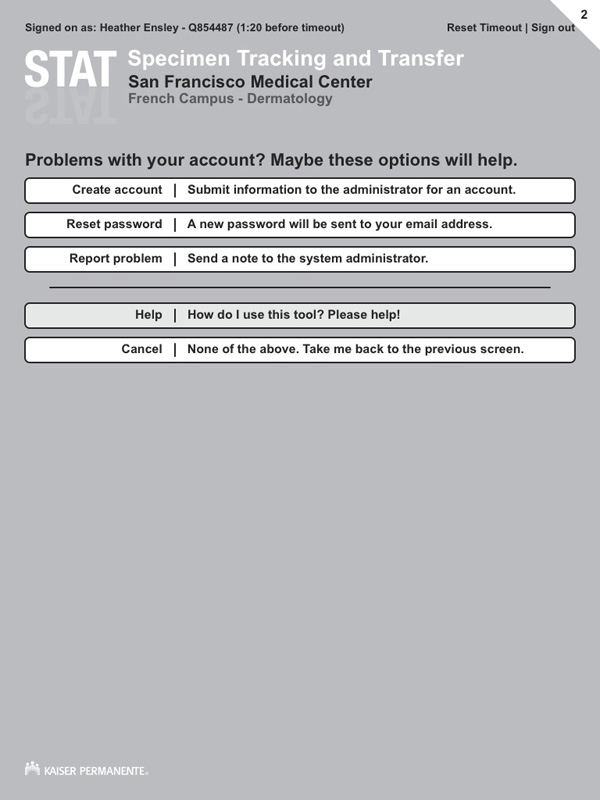 2
Signed on as: Heather Ensley - Q854487 (1:20 before timeout) Reset Timeout | Sign out
STAT Specimen Tracking and Transfer
San Francisco Medical Center
French Campus - Dermatology
Problems with your account? Maybe these options will help.
Create account | Submit information to the administrator for an account.
Reset password | A new password will be sent to your email address.
Report problem | Send a note to the system administrator.
Help | How do I use this tool? Please help!
Cancel | None of the above. Take me back to the previous screen.
KAISER PERMANENTE®